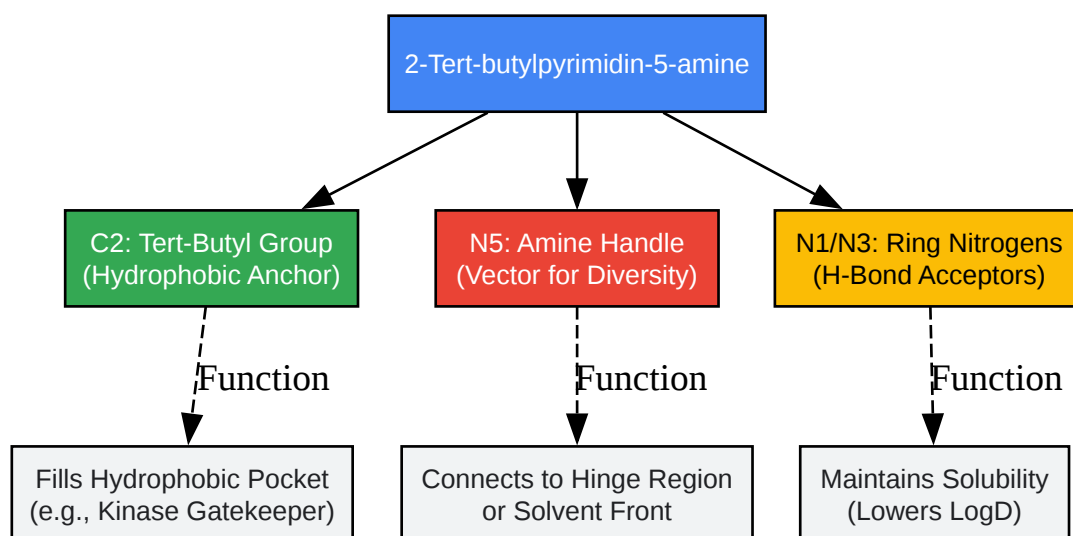 2-Tert-butylpyrimidin-5-amine
C2: Tert-Butyl Group
(Hydrophobic Anchor)
N5: Amine Handle
(Vector for Diversity)
N1/N3: Ring Nitrogens
(H-Bond Acceptors)
Function
Function
Function
Fills Hydrophobic Pocket
(e.g., Kinase Gatekeeper)
Connects to Hinge Region
or Solvent Front
Maintains Solubility
(Lowers LogD)